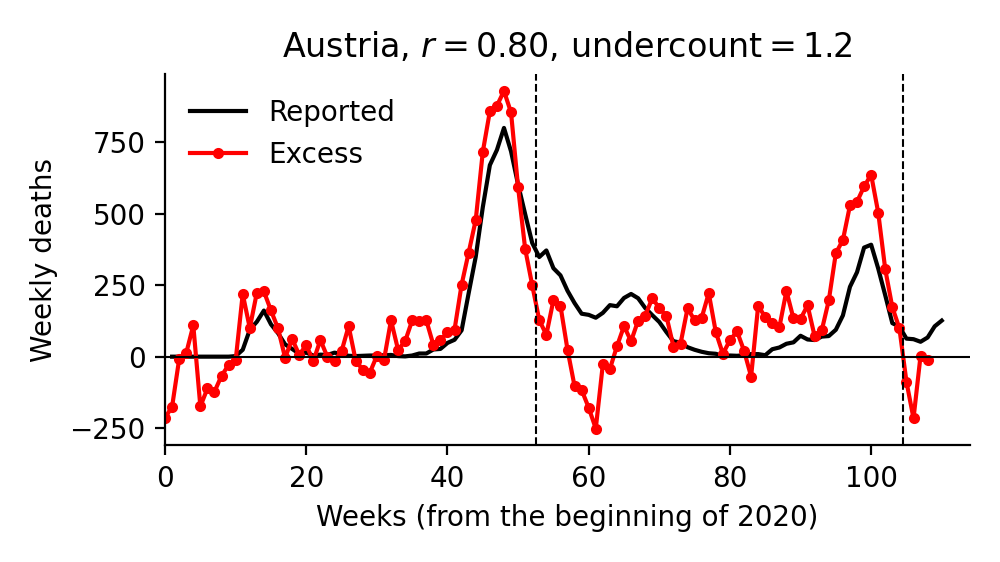 Austria, r = 0.80, undercount = 1.2
Reported
Excess
Weekly deaths
750
500
250
0
−250
0 20 40 60 80 100
Weeks (from the beginning of 2020)